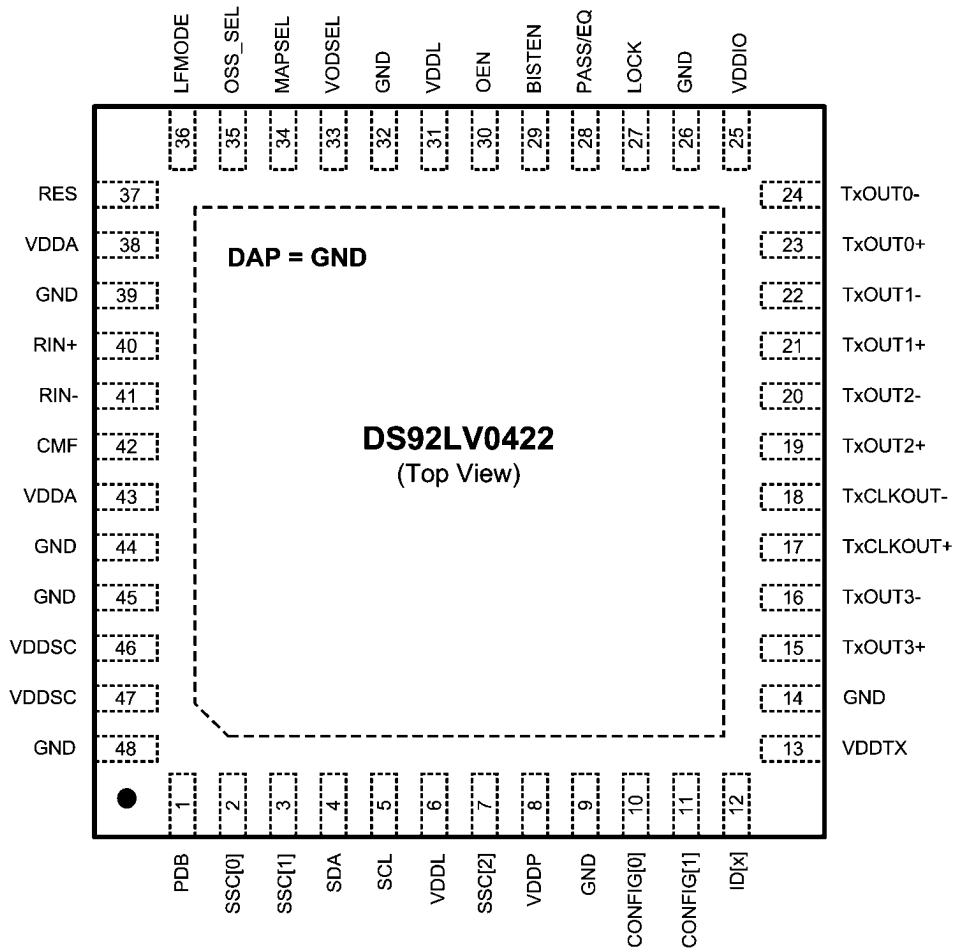 LFMODE
OSS_SEL
MAPSEL
VODSEL
GND
VDDL
OEN
BISTEN
PASS/EQ
LOCK
GND
VDDIO
36
35
34
33
32
31
30
29
28
27
26
25
RES 37
VDDA 38
GND 39
RIN+ 40
RIN- 41
CMF 42
VDDA 43
GND 44
GND 45
VDDSC 46
VDDSC 47
GND 48
DAP = GND
DS92LV0422
(Top View)
24 TxOUT0-
23 TxOUT0+
22 TxOUT1-
21 TxOUT1+
20 TxOUT2-
19 TxOUT2+
18 TxCLKOUT-
17 TxCLKOUT+
16 TxOUT3-
15 TxOUT3+
14 GND
13 VDDTX
1
2
3
4
5
6
7
8
9
10
11
12
PDB
SSC[0]
SSC[1]
SDA
SCL
VDDL
SSC[2]
VDDP
GND
CONFIG[0]
CONFIG[1]
ID[x]